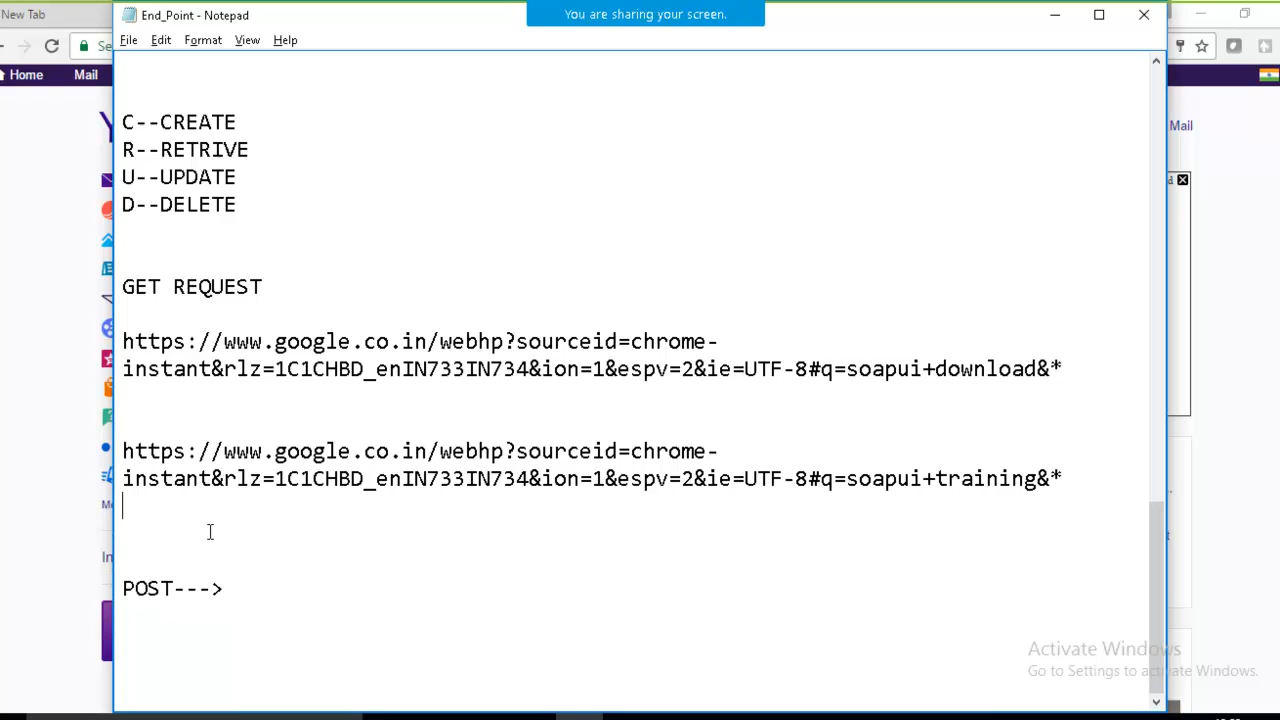 End_Point - Notepad
You are sharing your screen.
New Tab
File Edit Format View Help
Home Mail
Mail
C--CREATE
R--RETRIVE
U--UPDATE
D--DELETE
GET REQUEST
https://www.google.co.in/webhp?sourceid=chrome-
instant&rlz=1C1CHBD_enIN733IN734&ion=1&espv=2&ie=UTF-8#q=soapui+download&*
https://www.google.co.in/webhp?sourceid=chrome-
instant&rlz=1C1CHBD_enIN733IN734&ion=1&espv=2&ie=UTF-8#q=soapui+training&*
POST--->
Activate Windows
Go to Settings to activate Windows.